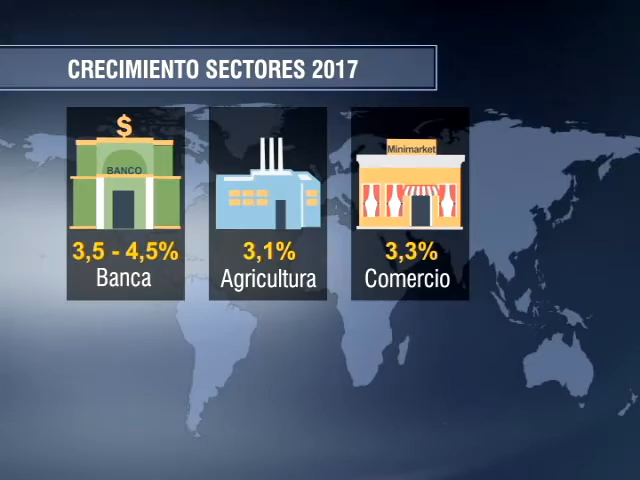 CRECIMIENTO SECTORES 2017
$
BANCO
3,5 - 4,5%
Banca
3,1%
Agricultura
Minimarket
3,3%
Comercio